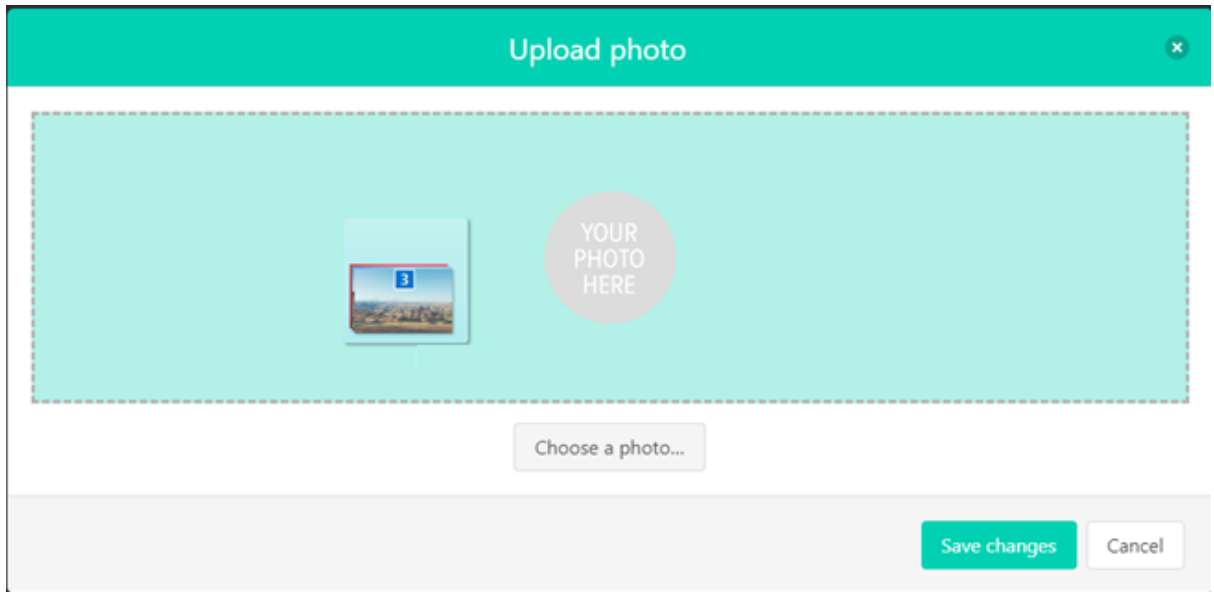 Upload photo
YOUR
PHOTO
HERE
3
Choose a photo...
Save changes
Cancel